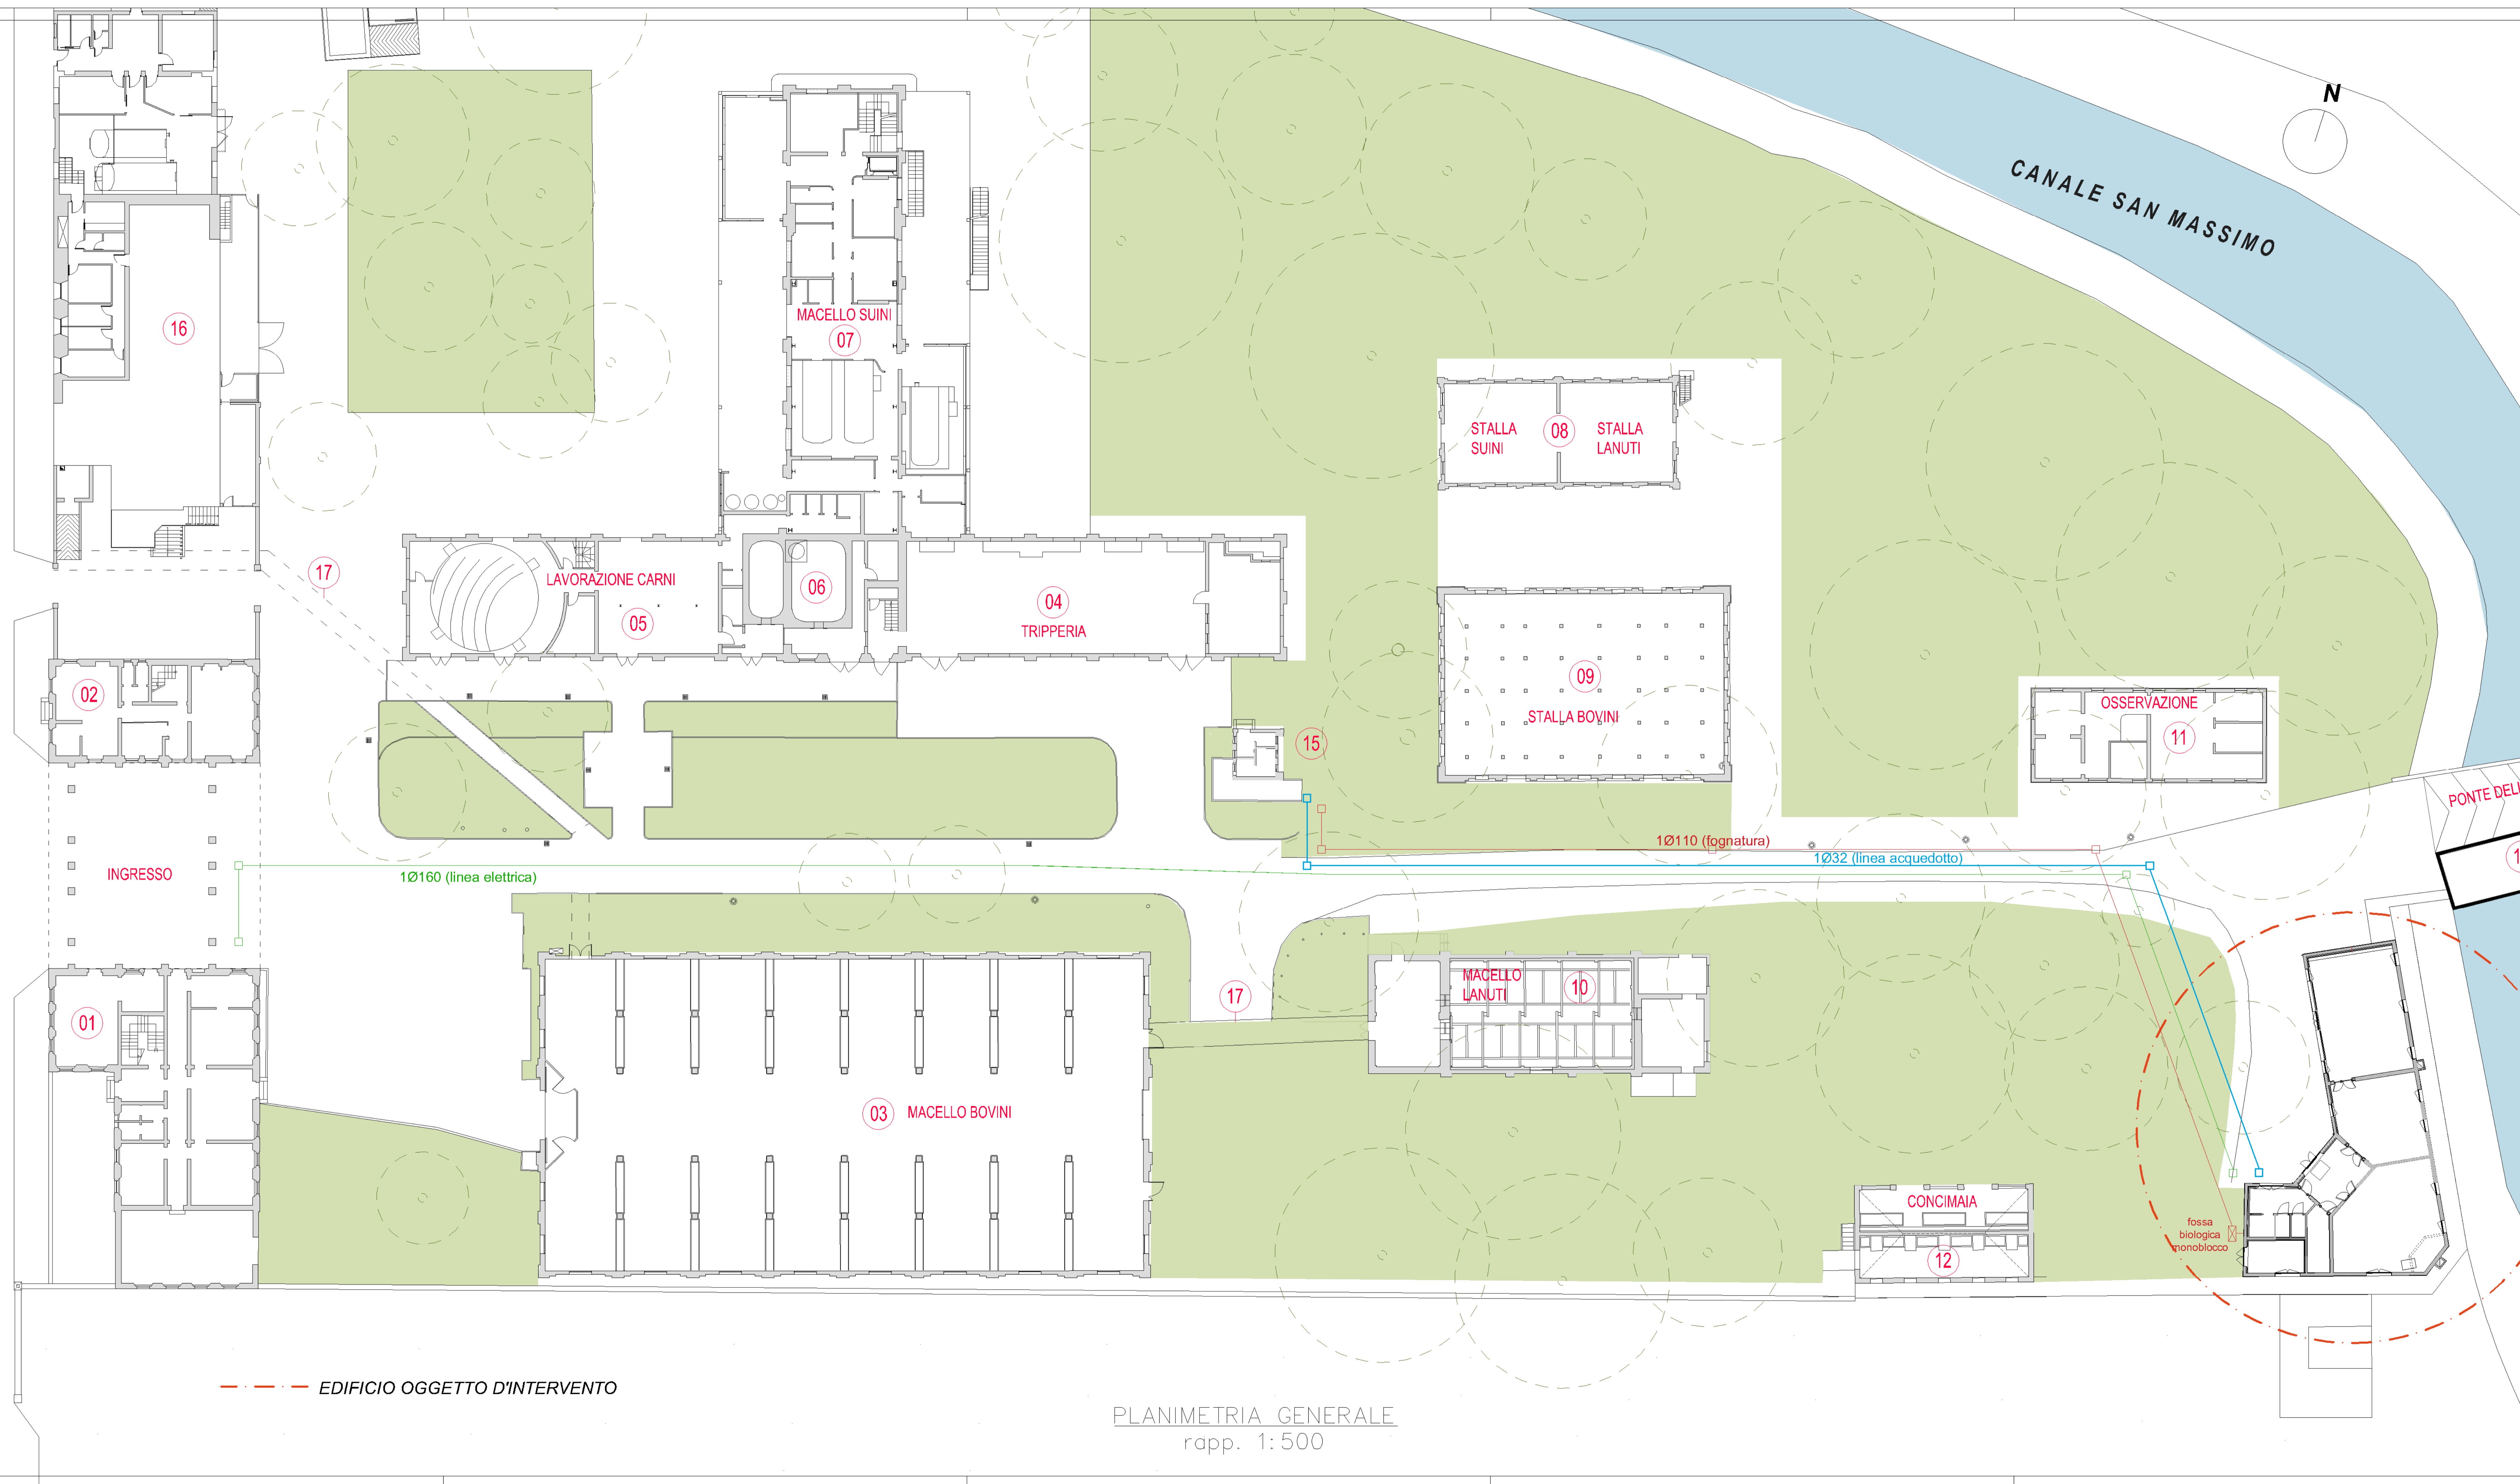 N
CANALE SAN MASSIMO
16
MACELLO SUINI
07
STALLA
SUINI
08
STALLA
LANUTI
17
LAVORAZIONE CARNI
05
06
04
TRIPPERIA
09
STALLA BOVINI
02
15
OSSERVAZIONE
11
PONTE DELL
1Ø110 (fognatura)
1Ø32 (linea acquedotto)
INGRESSO
1Ø160 (linea elettrica)
MACELLO
LANUTI
10
17
01
03 MACELLO BOVINI
CONCIMAIA
12
fossa
biologica
monoblocco
EDIFICIO OGGETTO D'INTERVENTO
PLANIMETRIA GENERALE
rapp. 1:500